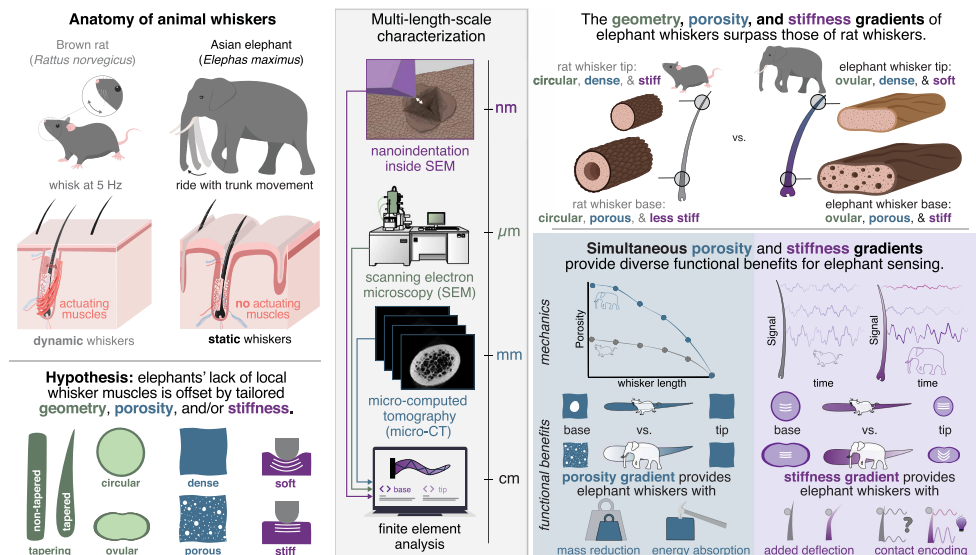 Anatomy of animal whiskers
Brown rat
(Rattus norvegicus)
Asian elephant
(Elephas maximus)
whisk at 5 Hz
ride with trunk movement
actuating
muscles
no actuating
muscles
dynamic whiskers
static whiskers
Hypothesis: elephants' lack of local
whisker muscles is offset by tailored
geometry, porosity, and/or stiffness.
non-tapered
tapered
circular
dense
soft
tapering
ovular
porous
stiff
Multi-length-scale
characterization
nm
nanoindentation
inside SEM
µm
scanning electron
microscopy (SEM)
mm
micro-computed
tomography
(micro-CT)
<> base
<> tip
cm
finite element
analysis
The geometry, porosity, and stiffness gradients of
elephant whiskers surpass those of rat whiskers.
rat whisker tip:
circular, dense, & stiff
elephant whisker tip:
ovular, dense, & soft
vs.
rat whisker base:
circular, porous, & less stiff
elephant whisker base:
ovular, porous, & stiff
Simultaneous porosity and stiffness gradients
provide diverse functional benefits for elephant sensing.
mechanics
Porosity
whisker length
Signal
time
Signal
time
functional benefits
base
vs.
tip
base
vs.
tip
porosity gradient provides
elephant whiskers with
stiffness gradient provides
elephant whiskers with
?
mass reduction
energy absorption
added deflection
contact encoding